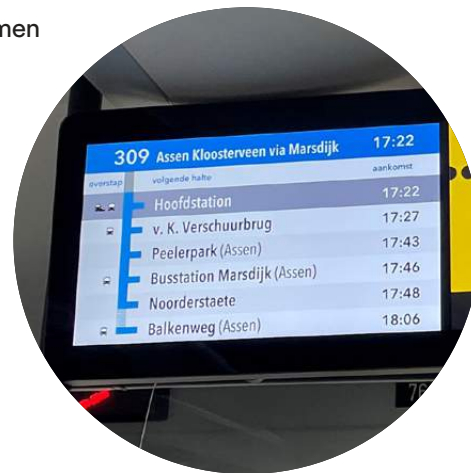 men
309 Assen Kloosterveen via Marsdijk 17:22
overstap volgende halte aankomst
Hoofdstation 17:22
v. K. Verschuurbrug 17:27
Peelerpark (Assen) 17:43
Busstation Marsdijk (Assen) 17:46
Noorderstaete 17:48
Balkenweg (Assen) 18:06